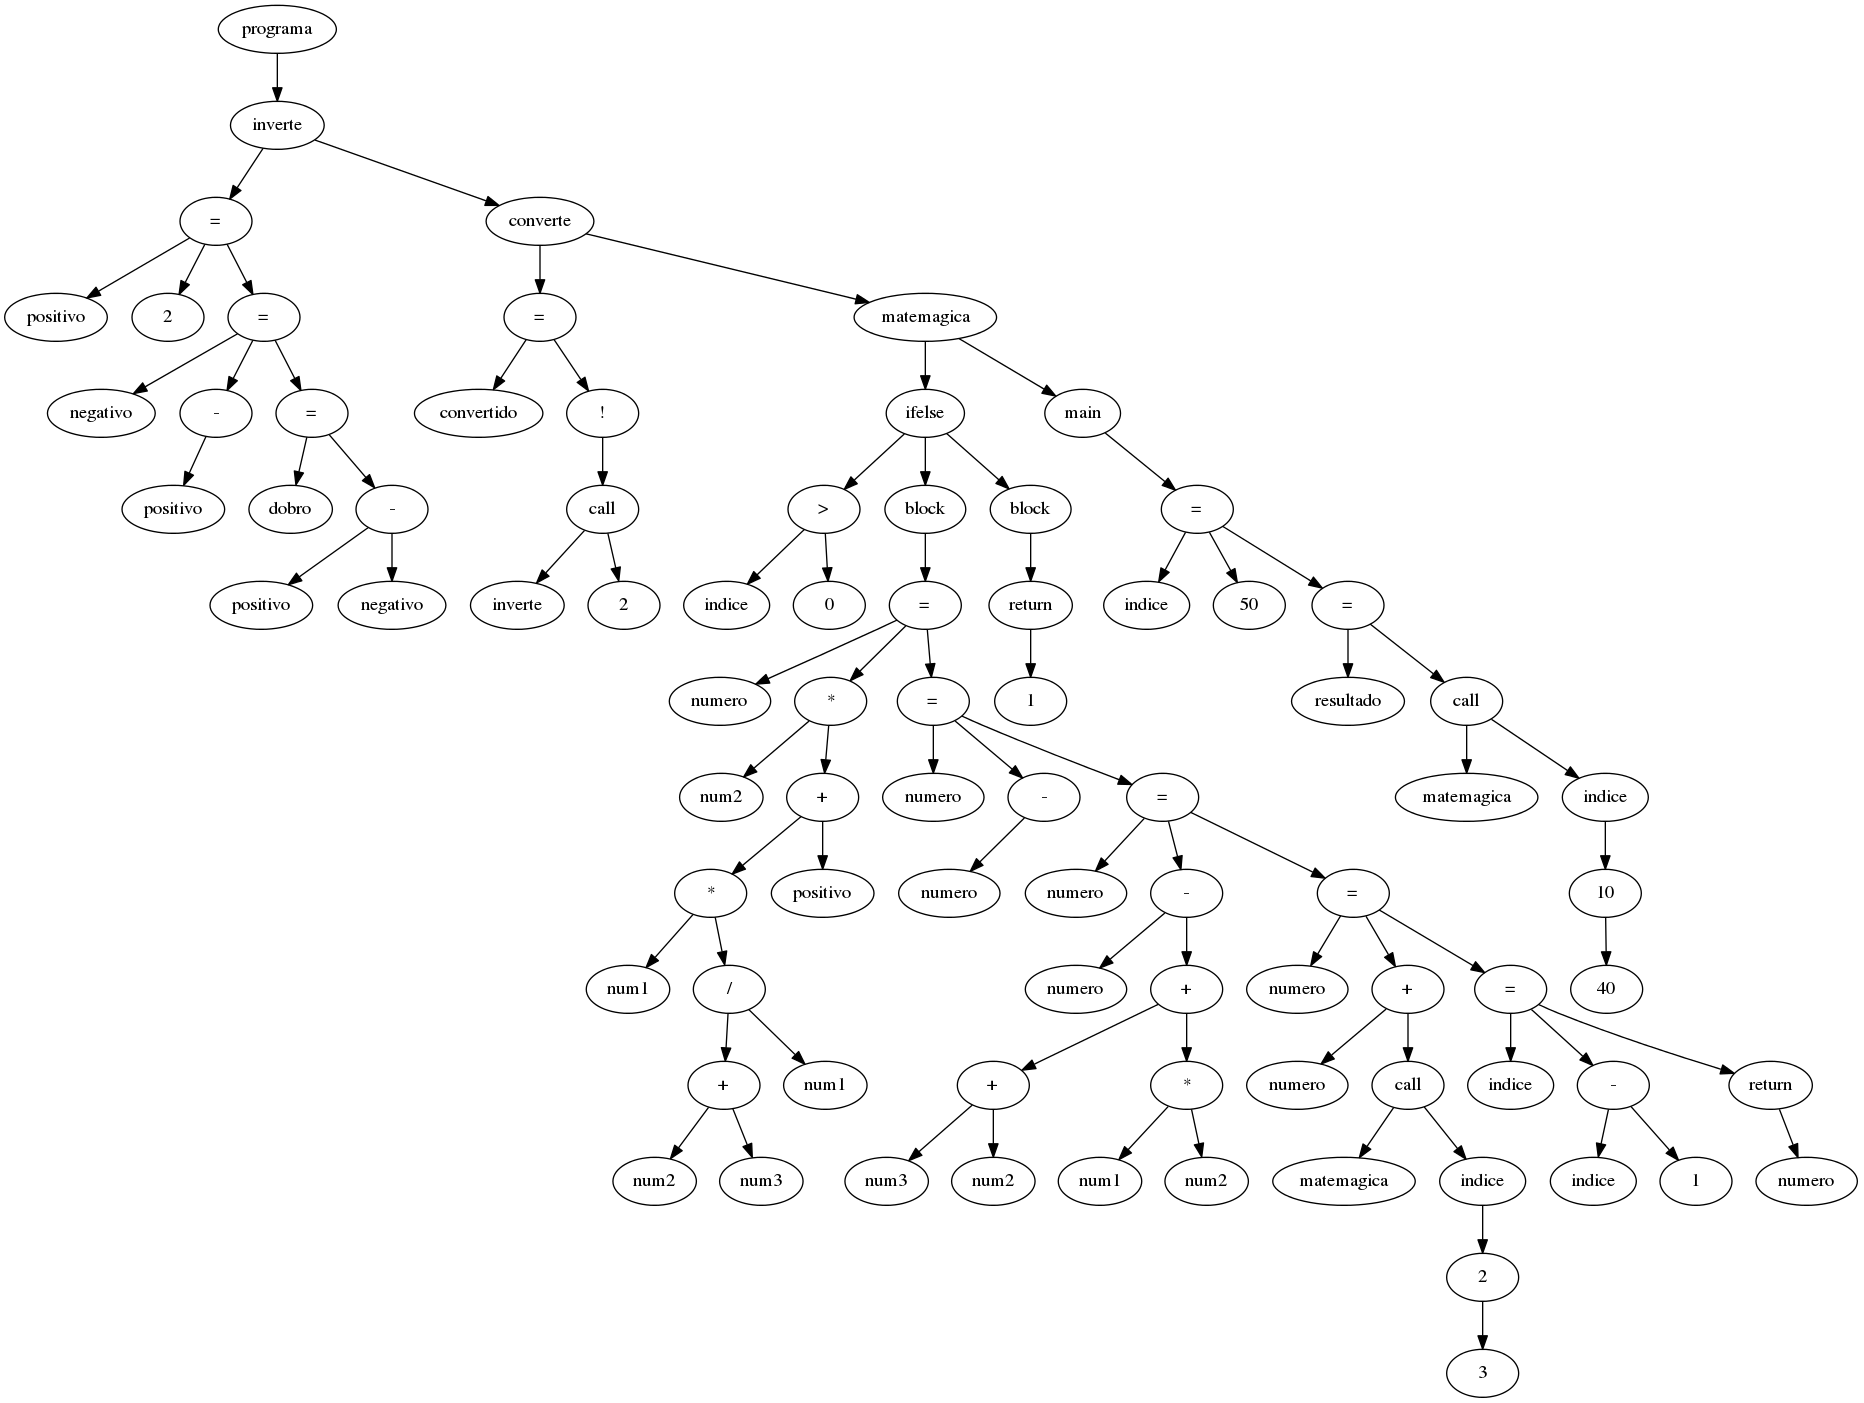 programa
inverte
= converte
positivo 2 = = matemagica
negativo - = convertido ! ifelse main
positivo dobro - call > block block =
positivo negativo inverte 2 indice 0 = return indice 50 =
numero * = 1 resultado call
num2 + numero - = matemagica indice
* positivo numero numero - = 10
num1 / numero + numero + = 40
+ num1 + * numero call indice - return
num2 num3 num3 num2 num1 num2 matemagica indice indice 1 numero
2
3